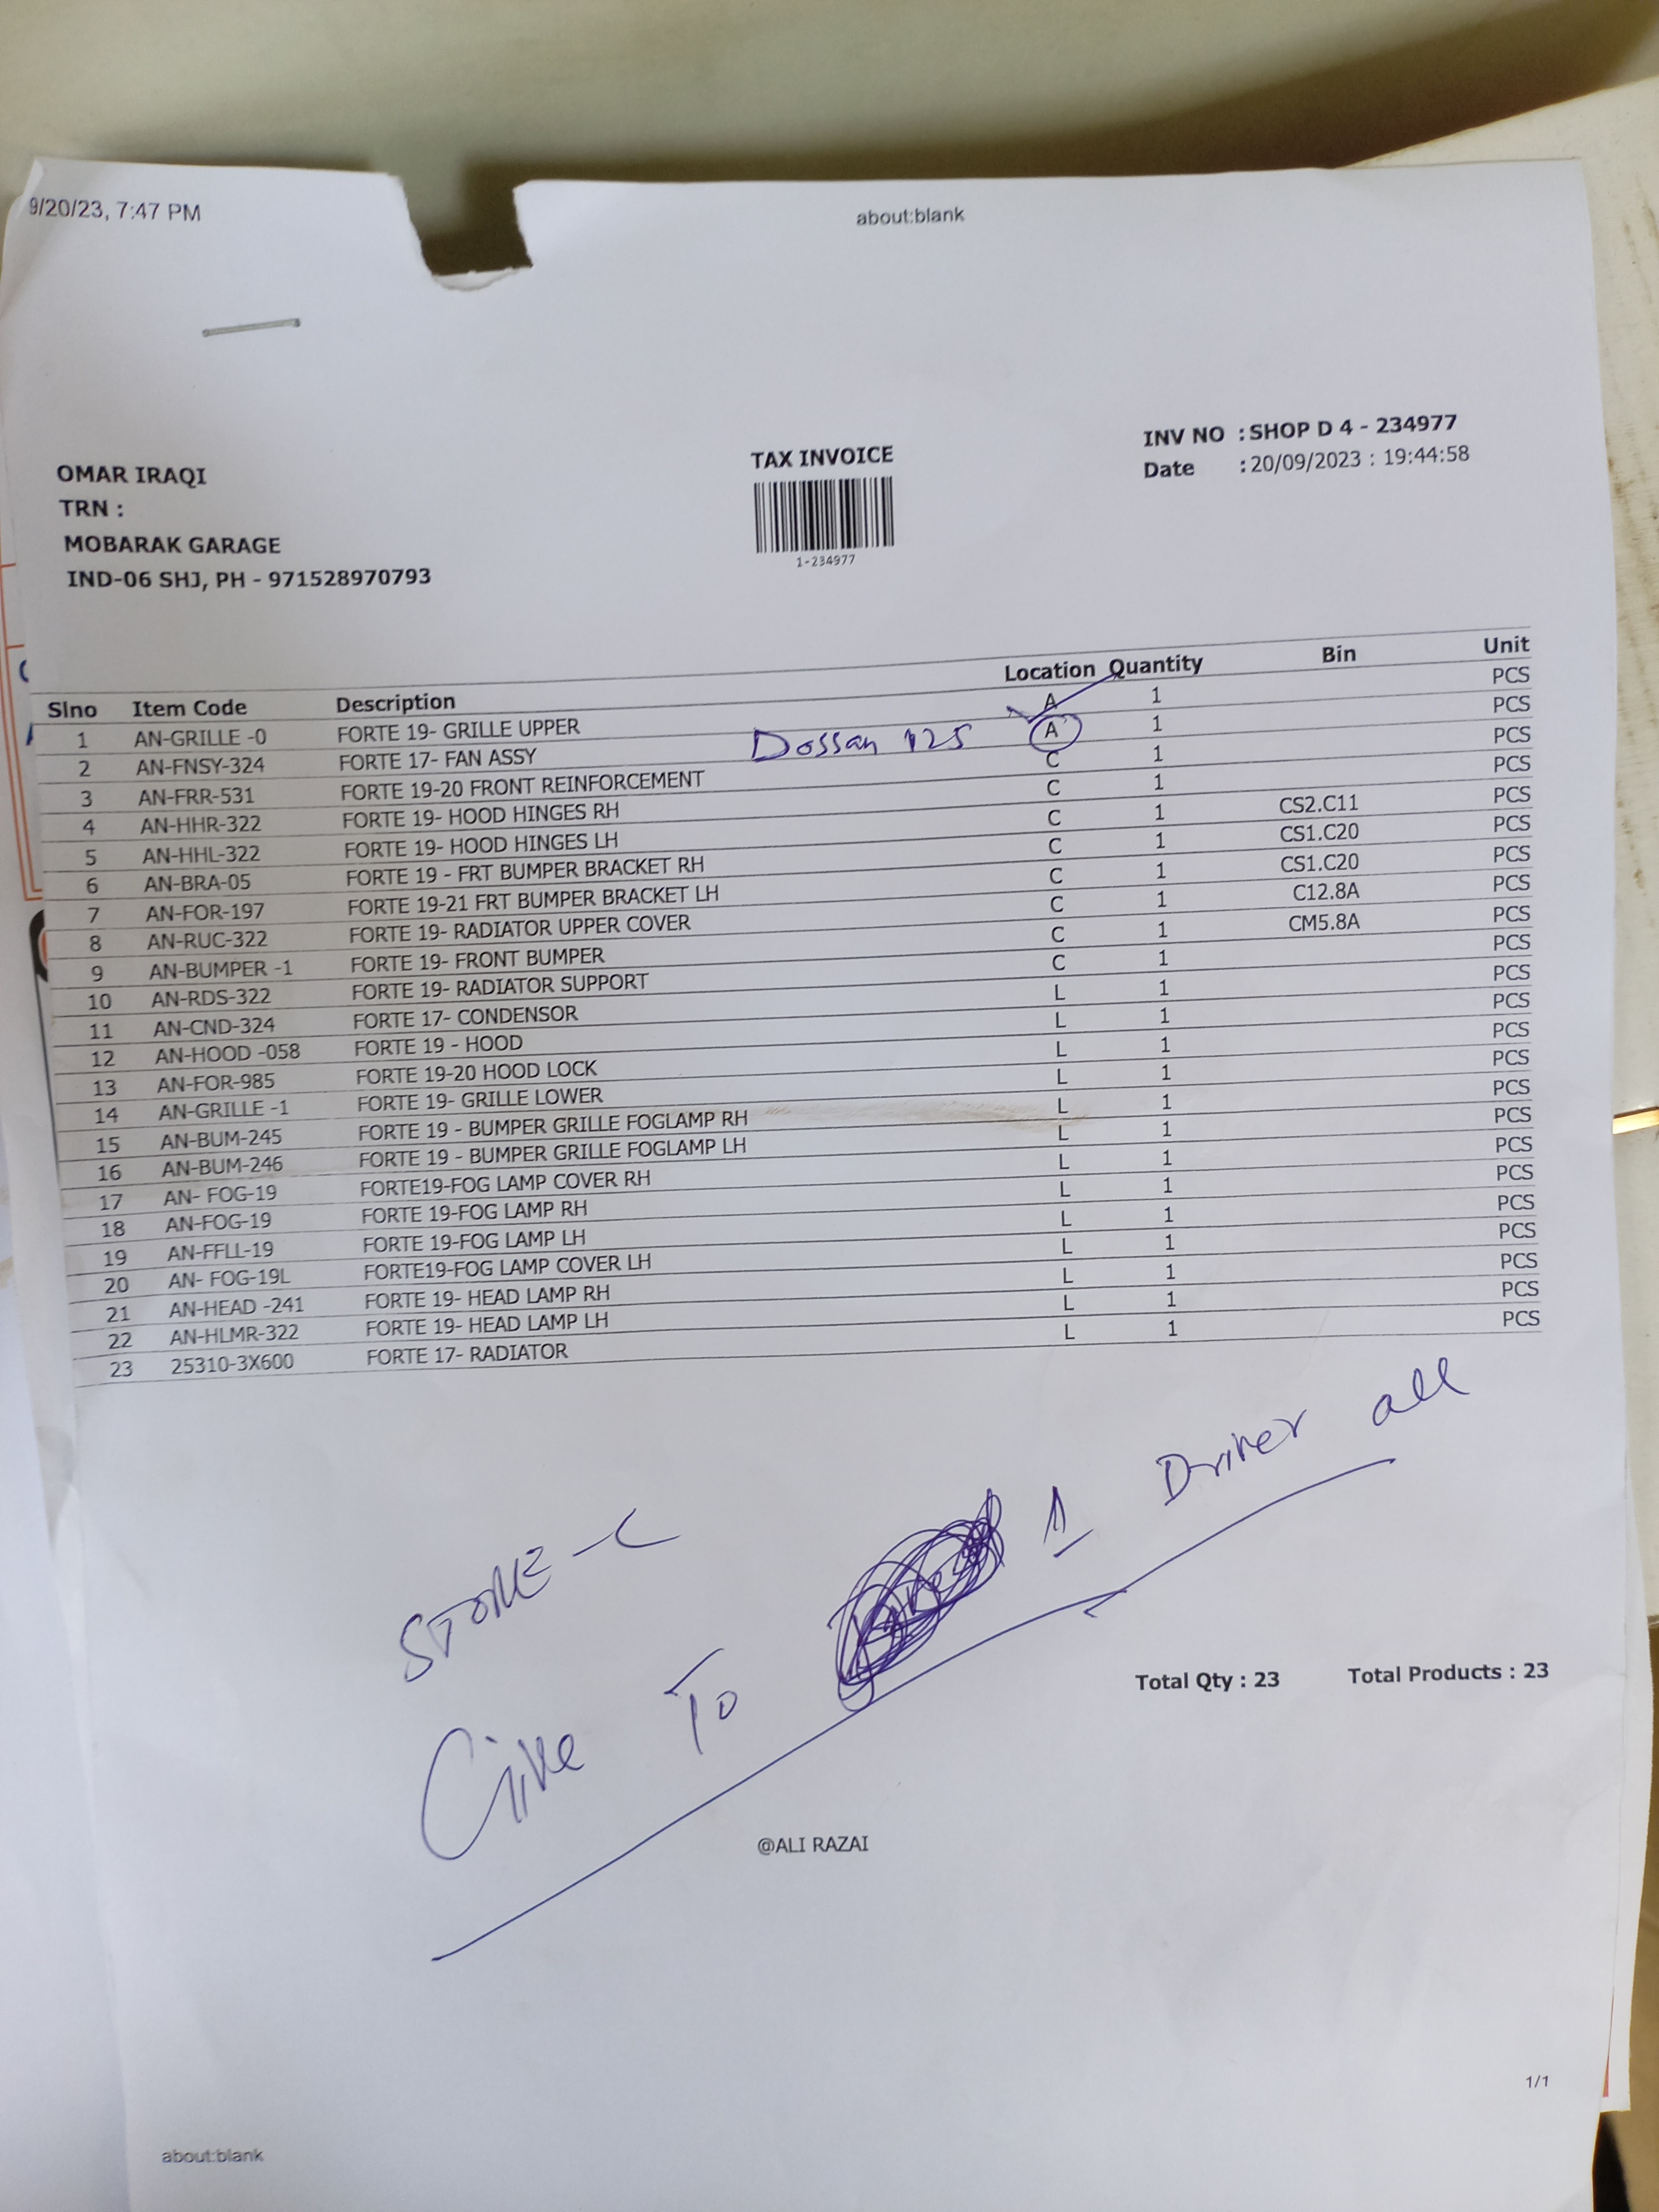 9/20/23, 7:47 PM
about:blank
OMAR IRAQI
TRN :
MOBARAK GARAGE
IND-06 SHJ, PH - 971528970793
TAX INVOICE
1-234977
INV NO : SHOP D 4 - 234977
Date : 20/09/2023 : 19:44:58
Slno Item Code Description Location Quantity Bin Unit
1 AN-GRILLE -0 FORTE 19- GRILLE UPPER A 1 PCS
2 AN-FNSY-324 FORTE 17- FAN ASSY Dossan 125 A 1 PCS
3 AN-FRR-531 FORTE 19-20 FRONT REINFORCEMENT C 1 PCS
4 AN-HHR-322 FORTE 19- HOOD HINGES RH C 1 PCS
5 AN-HHL-322 FORTE 19- HOOD HINGES LH C 1 CS2.C11 PCS
6 AN-BRA-05 FORTE 19 - FRT BUMPER BRACKET RH C 1 CS1.C20 PCS
7 AN-FOR-197 FORTE 19-21 FRT BUMPER BRACKET LH C 1 CS1.C20 PCS
8 AN-RUC-322 FORTE 19- RADIATOR UPPER COVER C 1 C12.8A PCS
9 AN-BUMPER -1 FORTE 19- FRONT BUMPER C 1 CM5.8A PCS
10 AN-RDS-322 FORTE 19- RADIATOR SUPPORT C 1 PCS
11 AN-CND-324 FORTE 17- CONDENSOR L 1 PCS
12 AN-HOOD -058 FORTE 19 - HOOD L 1 PCS
13 AN-FOR-985 FORTE 19-20 HOOD LOCK L 1 PCS
14 AN-GRILLE -1 FORTE 19- GRILLE LOWER L 1 PCS
15 AN-BUM-245 FORTE 19 - BUMPER GRILLE FOGLAMP RH L 1 PCS
16 AN-BUM-246 FORTE 19 - BUMPER GRILLE FOGLAMP LH L 1 PCS
17 AN- FOG-19 FORTE19-FOG LAMP COVER RH L 1 PCS
18 AN-FOG-19 FORTE 19-FOG LAMP RH L 1 PCS
19 AN-FFLL-19 FORTE 19-FOG LAMP LH L 1 PCS
20 AN- FOG-19L FORTE19-FOG LAMP COVER LH L 1 PCS
21 AN-HEAD -241 FORTE 19- HEAD LAMP RH L 1 PCS
22 AN-HLMR-322 FORTE 19- HEAD LAMP LH L 1 PCS
23 25310-3X600 FORTE 17- RADIATOR L 1 PCS
STORE - C
Give To 1 Driver all
Total Qty : 23 Total Products : 23
@ALI RAZAI
1/1
about:blank